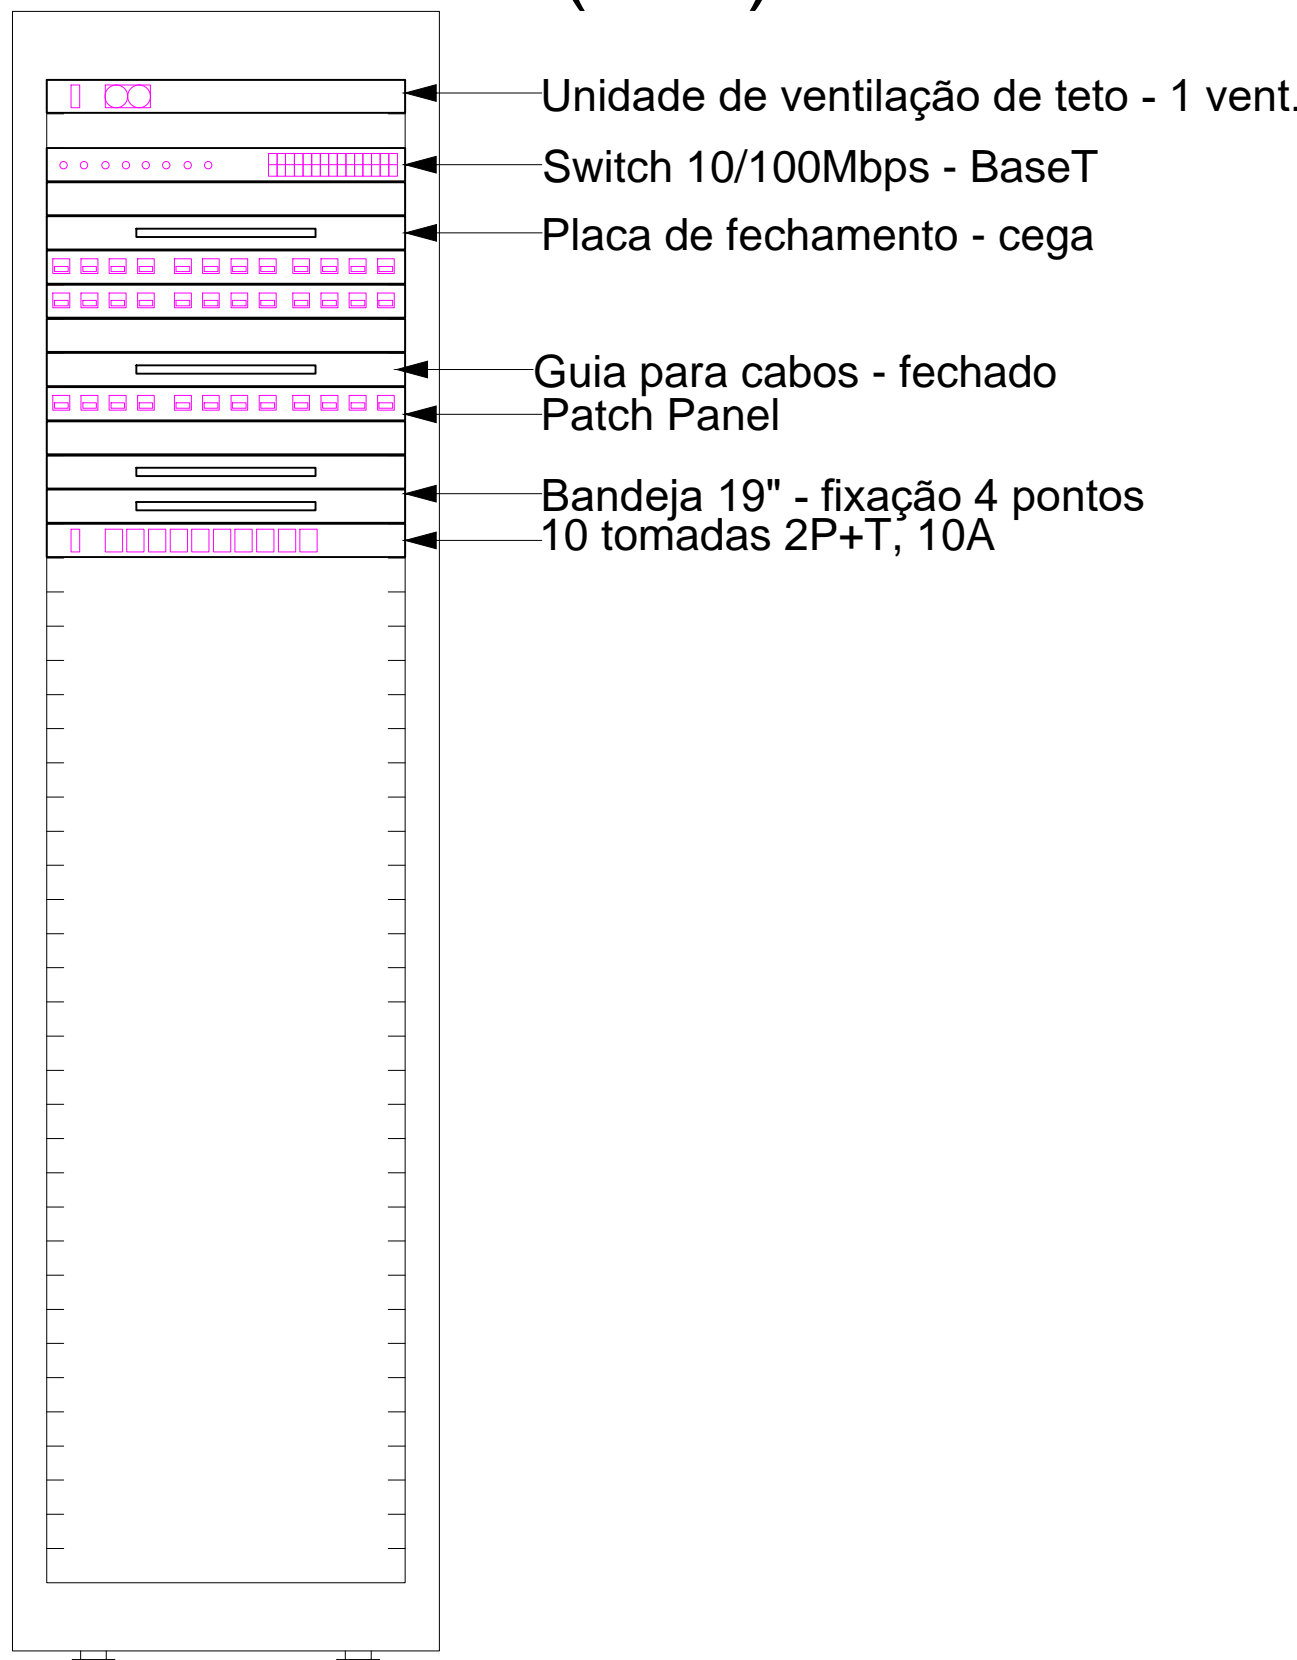 Unidade de ventilação de teto - 1 vent.
Switch 10/100Mbps - BaseT
Placa de fechamento - cega
Guia para cabos - fechado
Patch Panel
Bandeja 19" - fixação 4 pontos
10 tomadas 2P+T, 10A